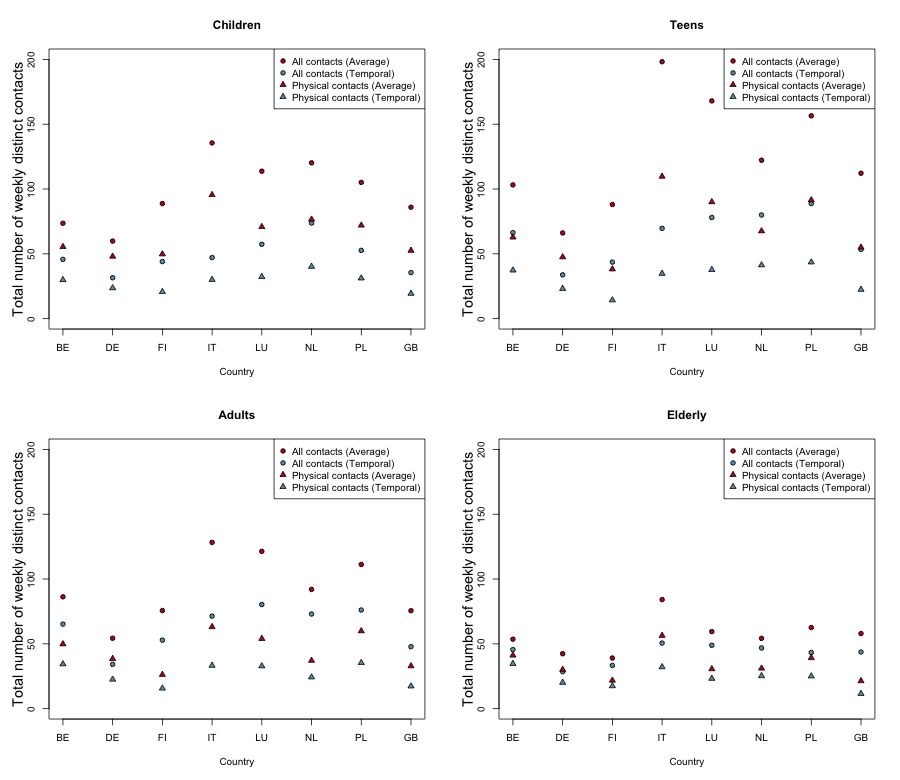 Children
Total number of weekly distinct contacts
200
150
100
50
0
All contacts (Average)
All contacts (Temporal)
Physical contacts (Average)
Physical contacts (Temporal)
BE DE FI IT LU NL PL GB
Country
Teens
Total number of weekly distinct contacts
200
150
100
50
0
All contacts (Average)
All contacts (Temporal)
Physical contacts (Average)
Physical contacts (Temporal)
BE DE FI IT LU NL PL GB
Country
Adults
Total number of weekly distinct contacts
200
150
100
50
0
All contacts (Average)
All contacts (Temporal)
Physical contacts (Average)
Physical contacts (Temporal)
BE DE FI IT LU NL PL GB
Country
Elderly
Total number of weekly distinct contacts
200
150
100
50
0
All contacts (Average)
All contacts (Temporal)
Physical contacts (Average)
Physical contacts (Temporal)
BE DE FI IT LU NL PL GB
Country